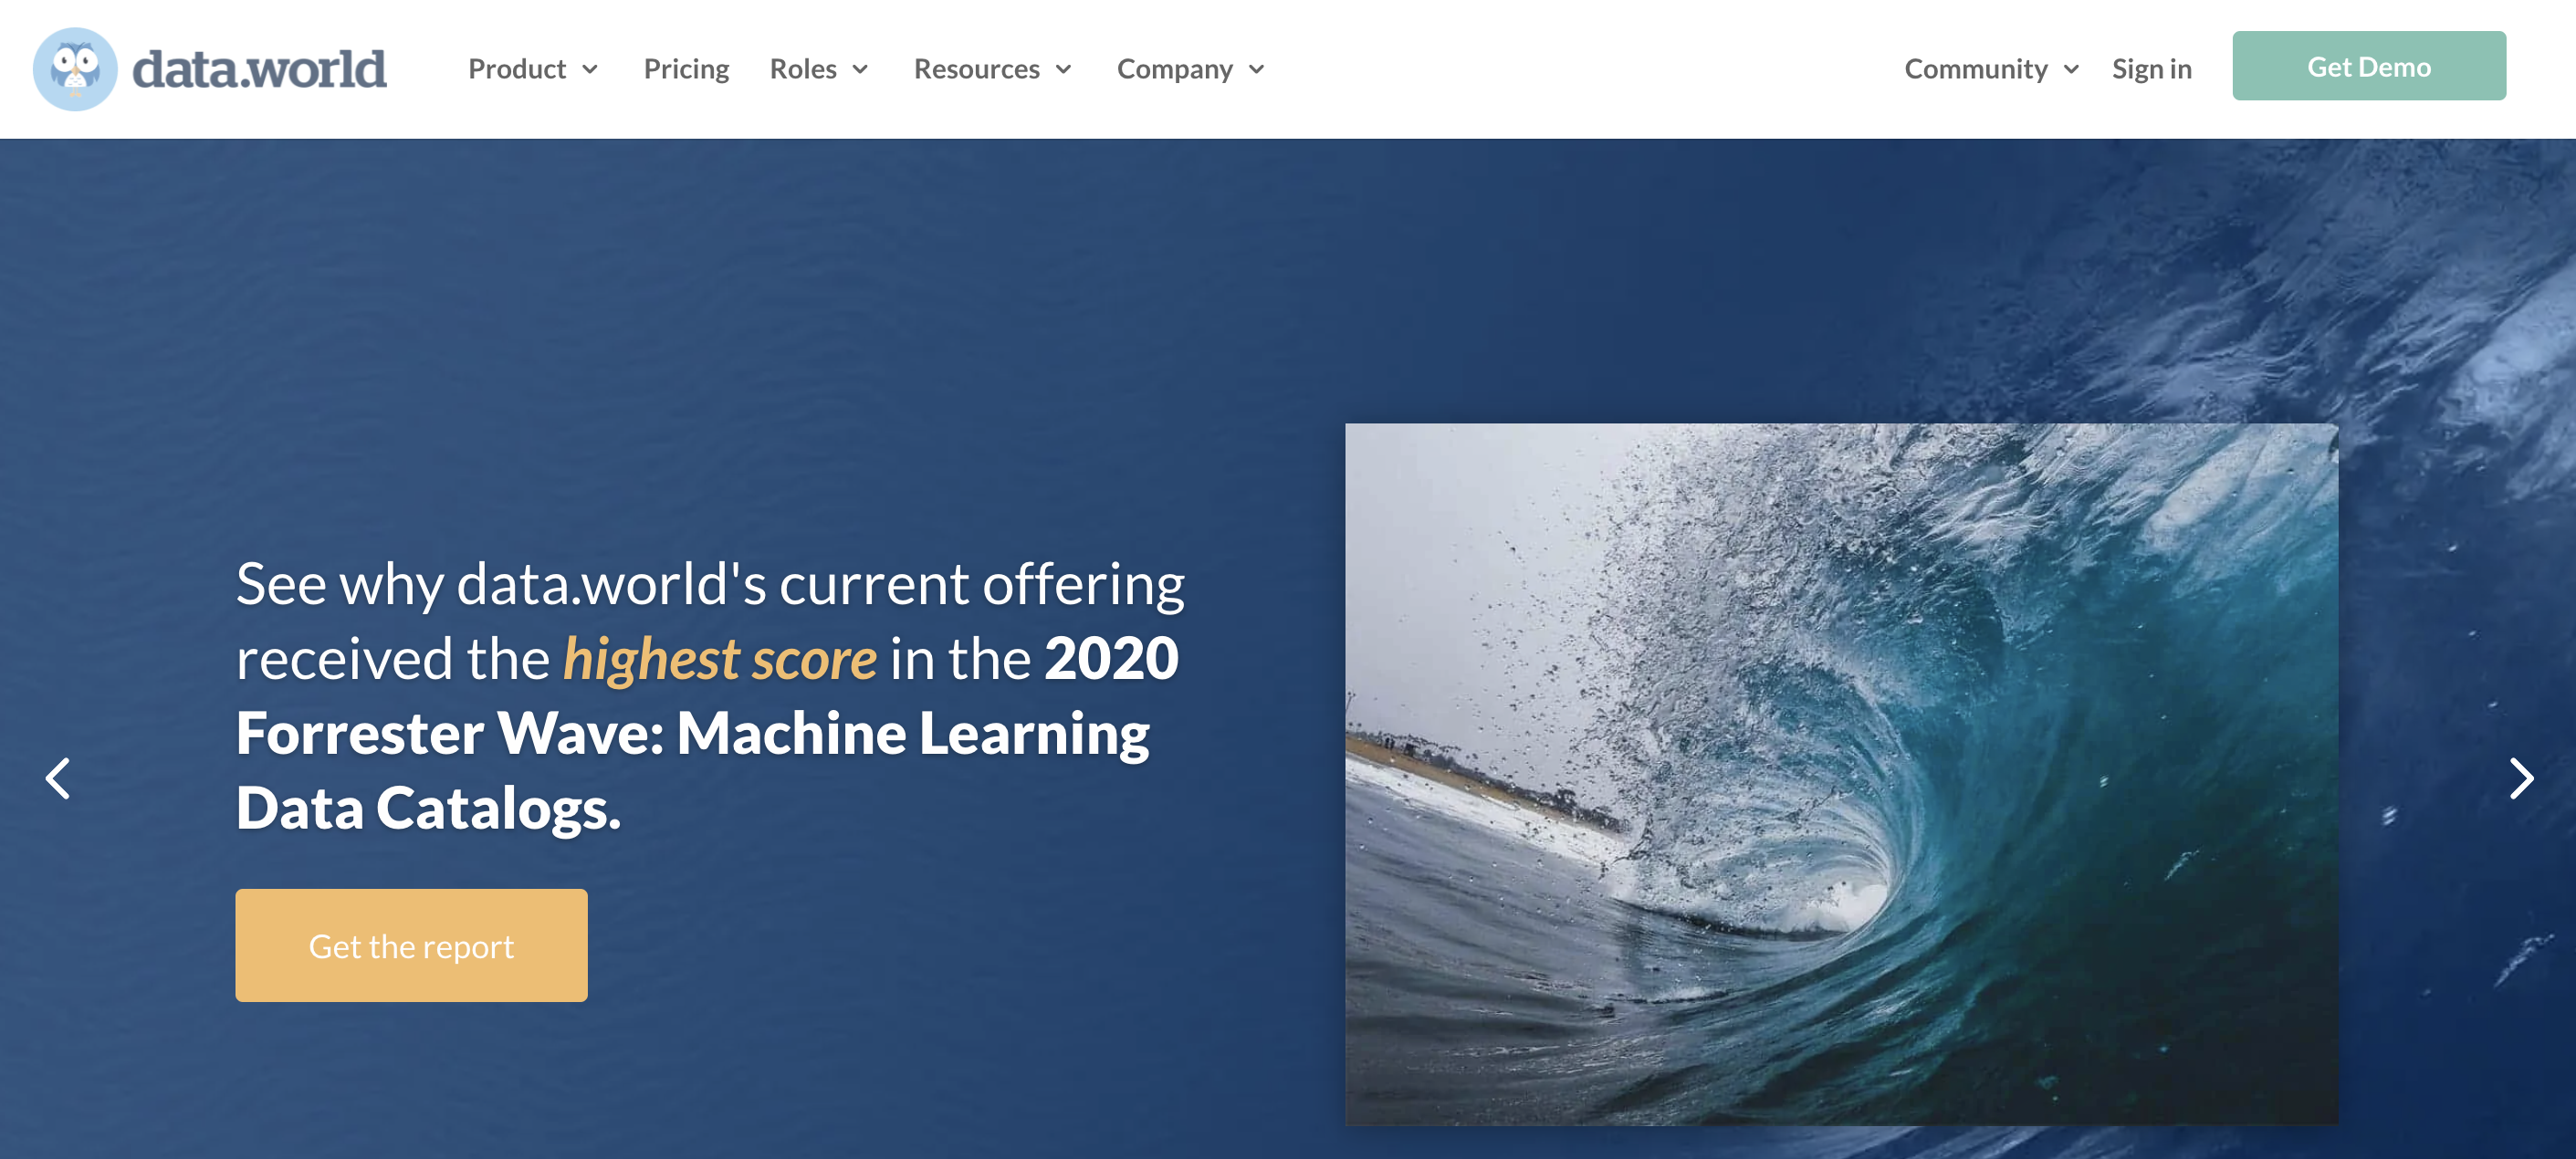 data.world
Product
Pricing
Roles
Resources
Company
Community
Sign in
Get Demo
See why data.world's current offering
received the highest score in the 2020
Forrester Wave: Machine Learning
Data Catalogs.
Get the report